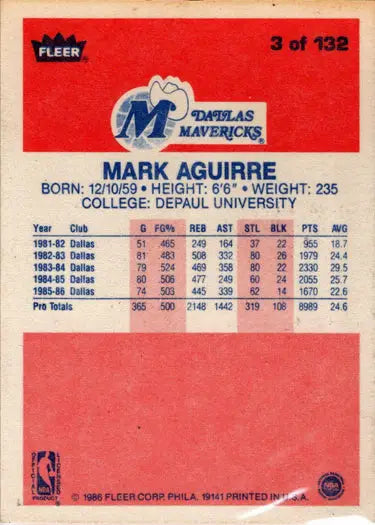 FLEER
3 of 132
M
DALLAS
MAVERICKS®
MARK AGUIRRE
BORN: 12/10/59 • HEIGHT: 6'6" • WEIGHT: 235
COLLEGE: DEPAUL UNIVERSITY
Year Club G FG% REB AST STL BLK PTS AVG
1981-82 Dallas 51 .465 249 164 37 22 955 18.7
1982-83 Dallas 81 .483 508 332 80 26 1979 24.4
1983-84 Dallas 79 .524 469 358 80 22 2330 29.5
1984-85 Dallas 80 .506 477 249 60 24 2055 25.7
1985-86 Dallas 74 .503 445 339 62 14 1670 22.6
Pro Totals 365 .500 2148 1442 319 108 8989 24.6
OFFICIAL LICENSED
NBA
PRODUCT
NBA
© 1986 FLEER CORP. PHILA. 19141 PRINTED IN U.S.A.